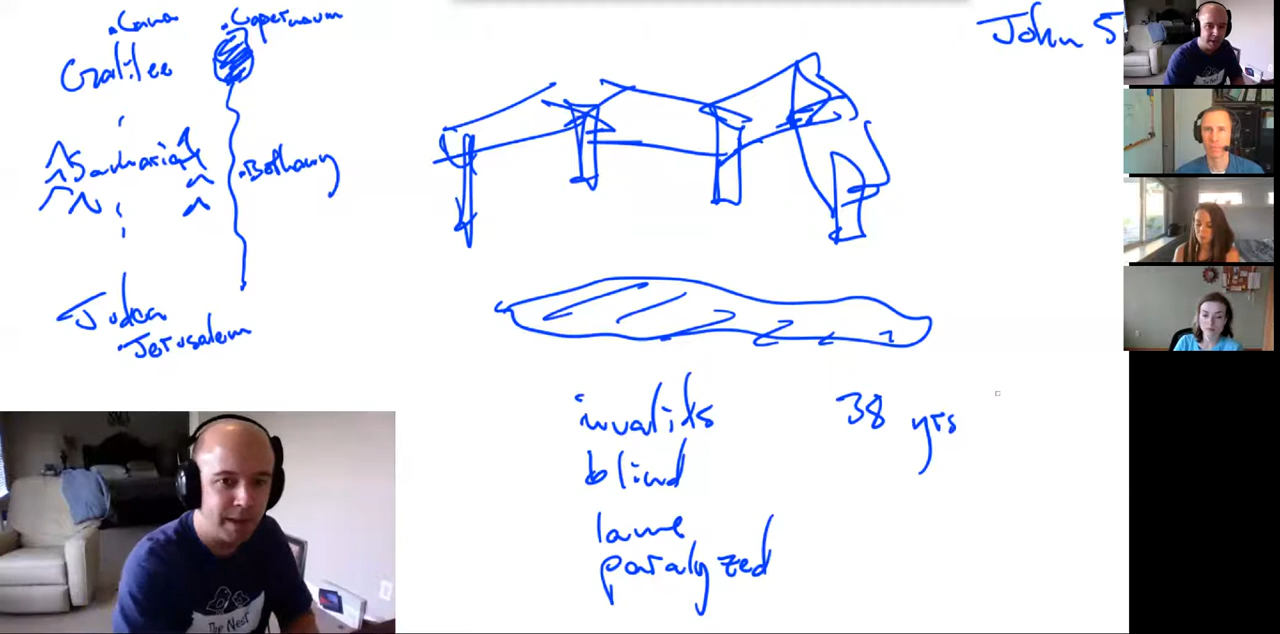 .Cana
.Capernaum
John 5
Galilee
Samaria
.Bethany
Judea
.Jerusalem
invalids
38 yrs
blind
lame
paralyzed
The Nest